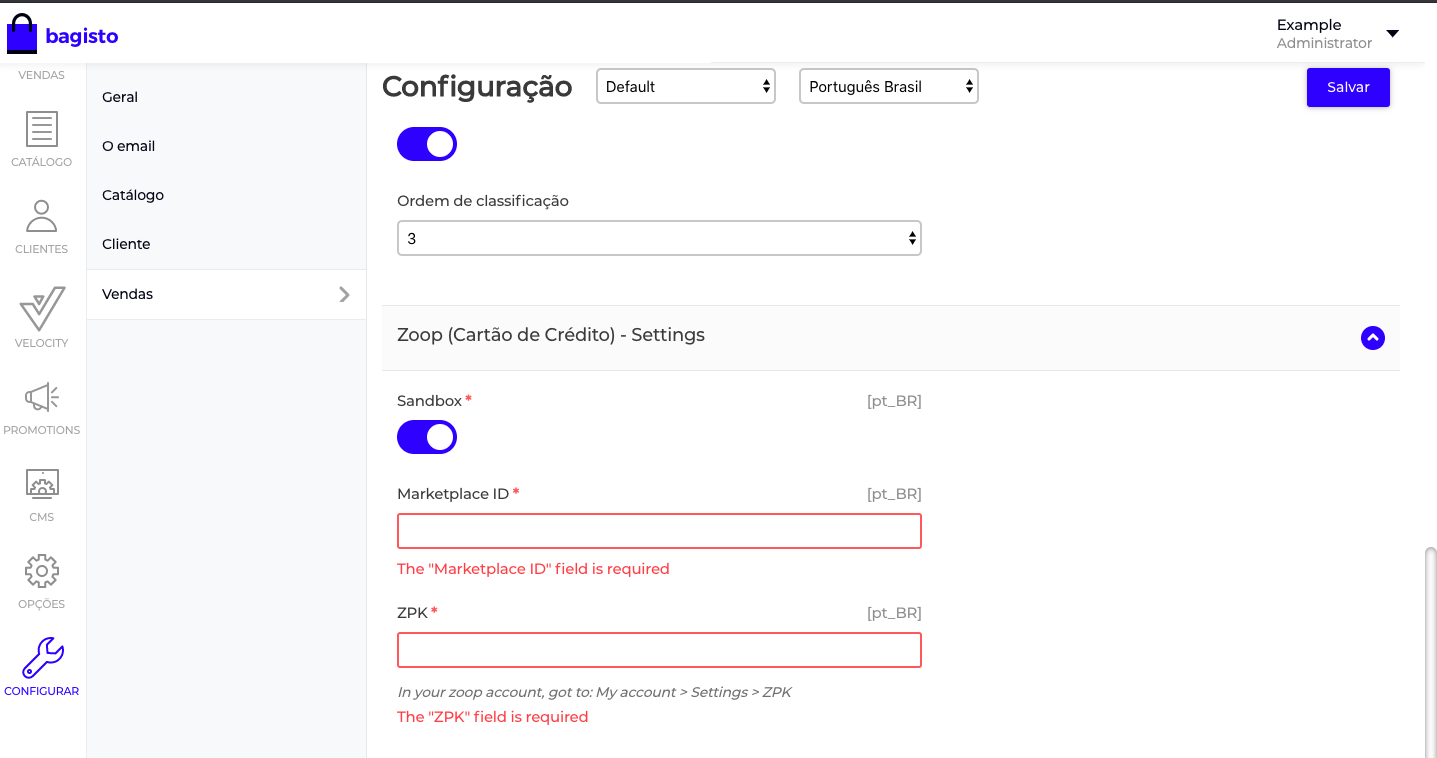 bagisto
Example
Administrator
VENDAS
CATÁLOGO
CLIENTES
VELOCITY
PROMOTIONS
CMS
OPÇÕES
CONFIGURAR
Geral
O email
Catálogo
Cliente
Vendas
Configuração
Default
Português Brasil
Salvar
Ordem de classificação
3
Zoop (Cartão de Crédito) - Settings
Sandbox * [pt_BR]
Marketplace ID * [pt_BR]
The "Marketplace ID" field is required
ZPK * [pt_BR]
In your zoop account, got to: My account > Settings > ZPK
The "ZPK" field is required